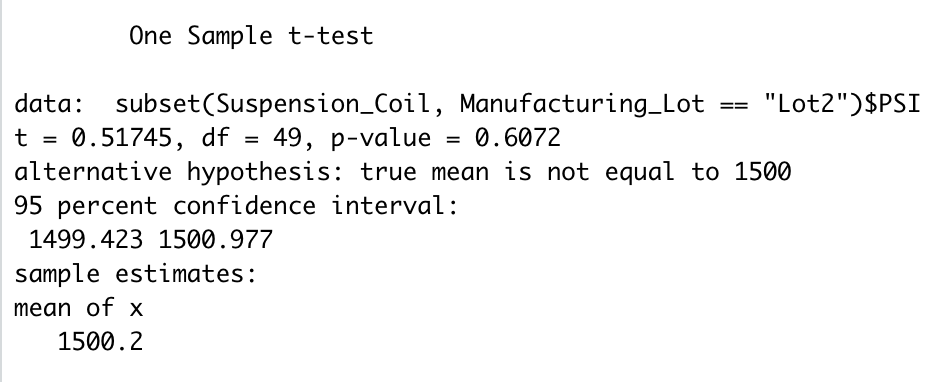 One Sample t-test
data: subset(Suspension_Coil, Manufacturing_Lot == "Lot2")$PSI
t = 0.51745, df = 49, p-value = 0.6072
alternative hypothesis: true mean is not equal to 1500
95 percent confidence interval:
1499.423 1500.977
sample estimates:
mean of x
1500.2